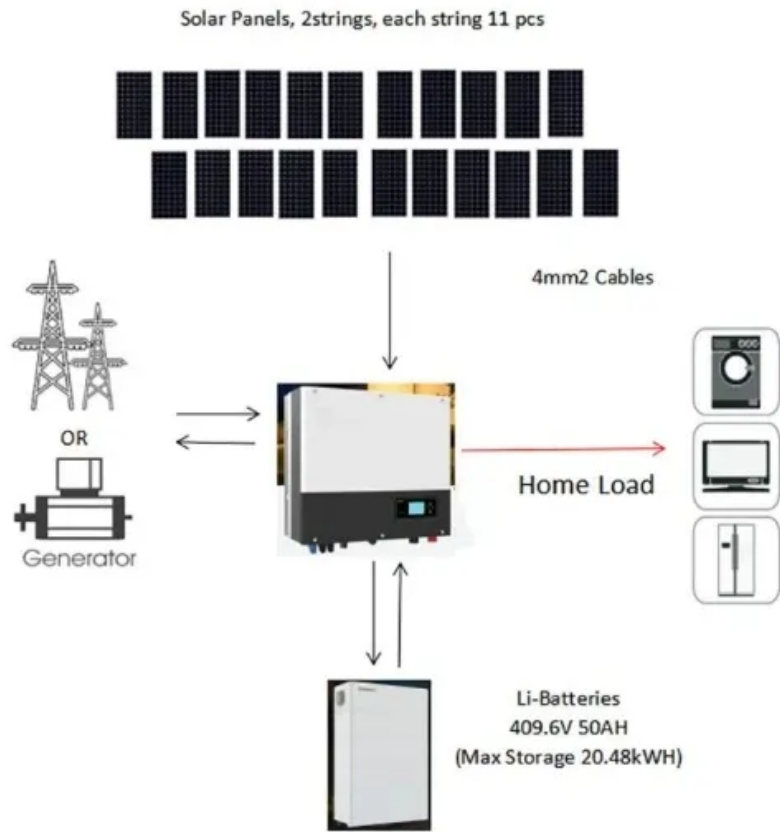 Solar Panels, 2strings, each string 11 pcs
4mm2 Cables
OR
Generator
Home Load
Li-Batteries
409.6V 50AH
(Max Storage 20.48kWH)